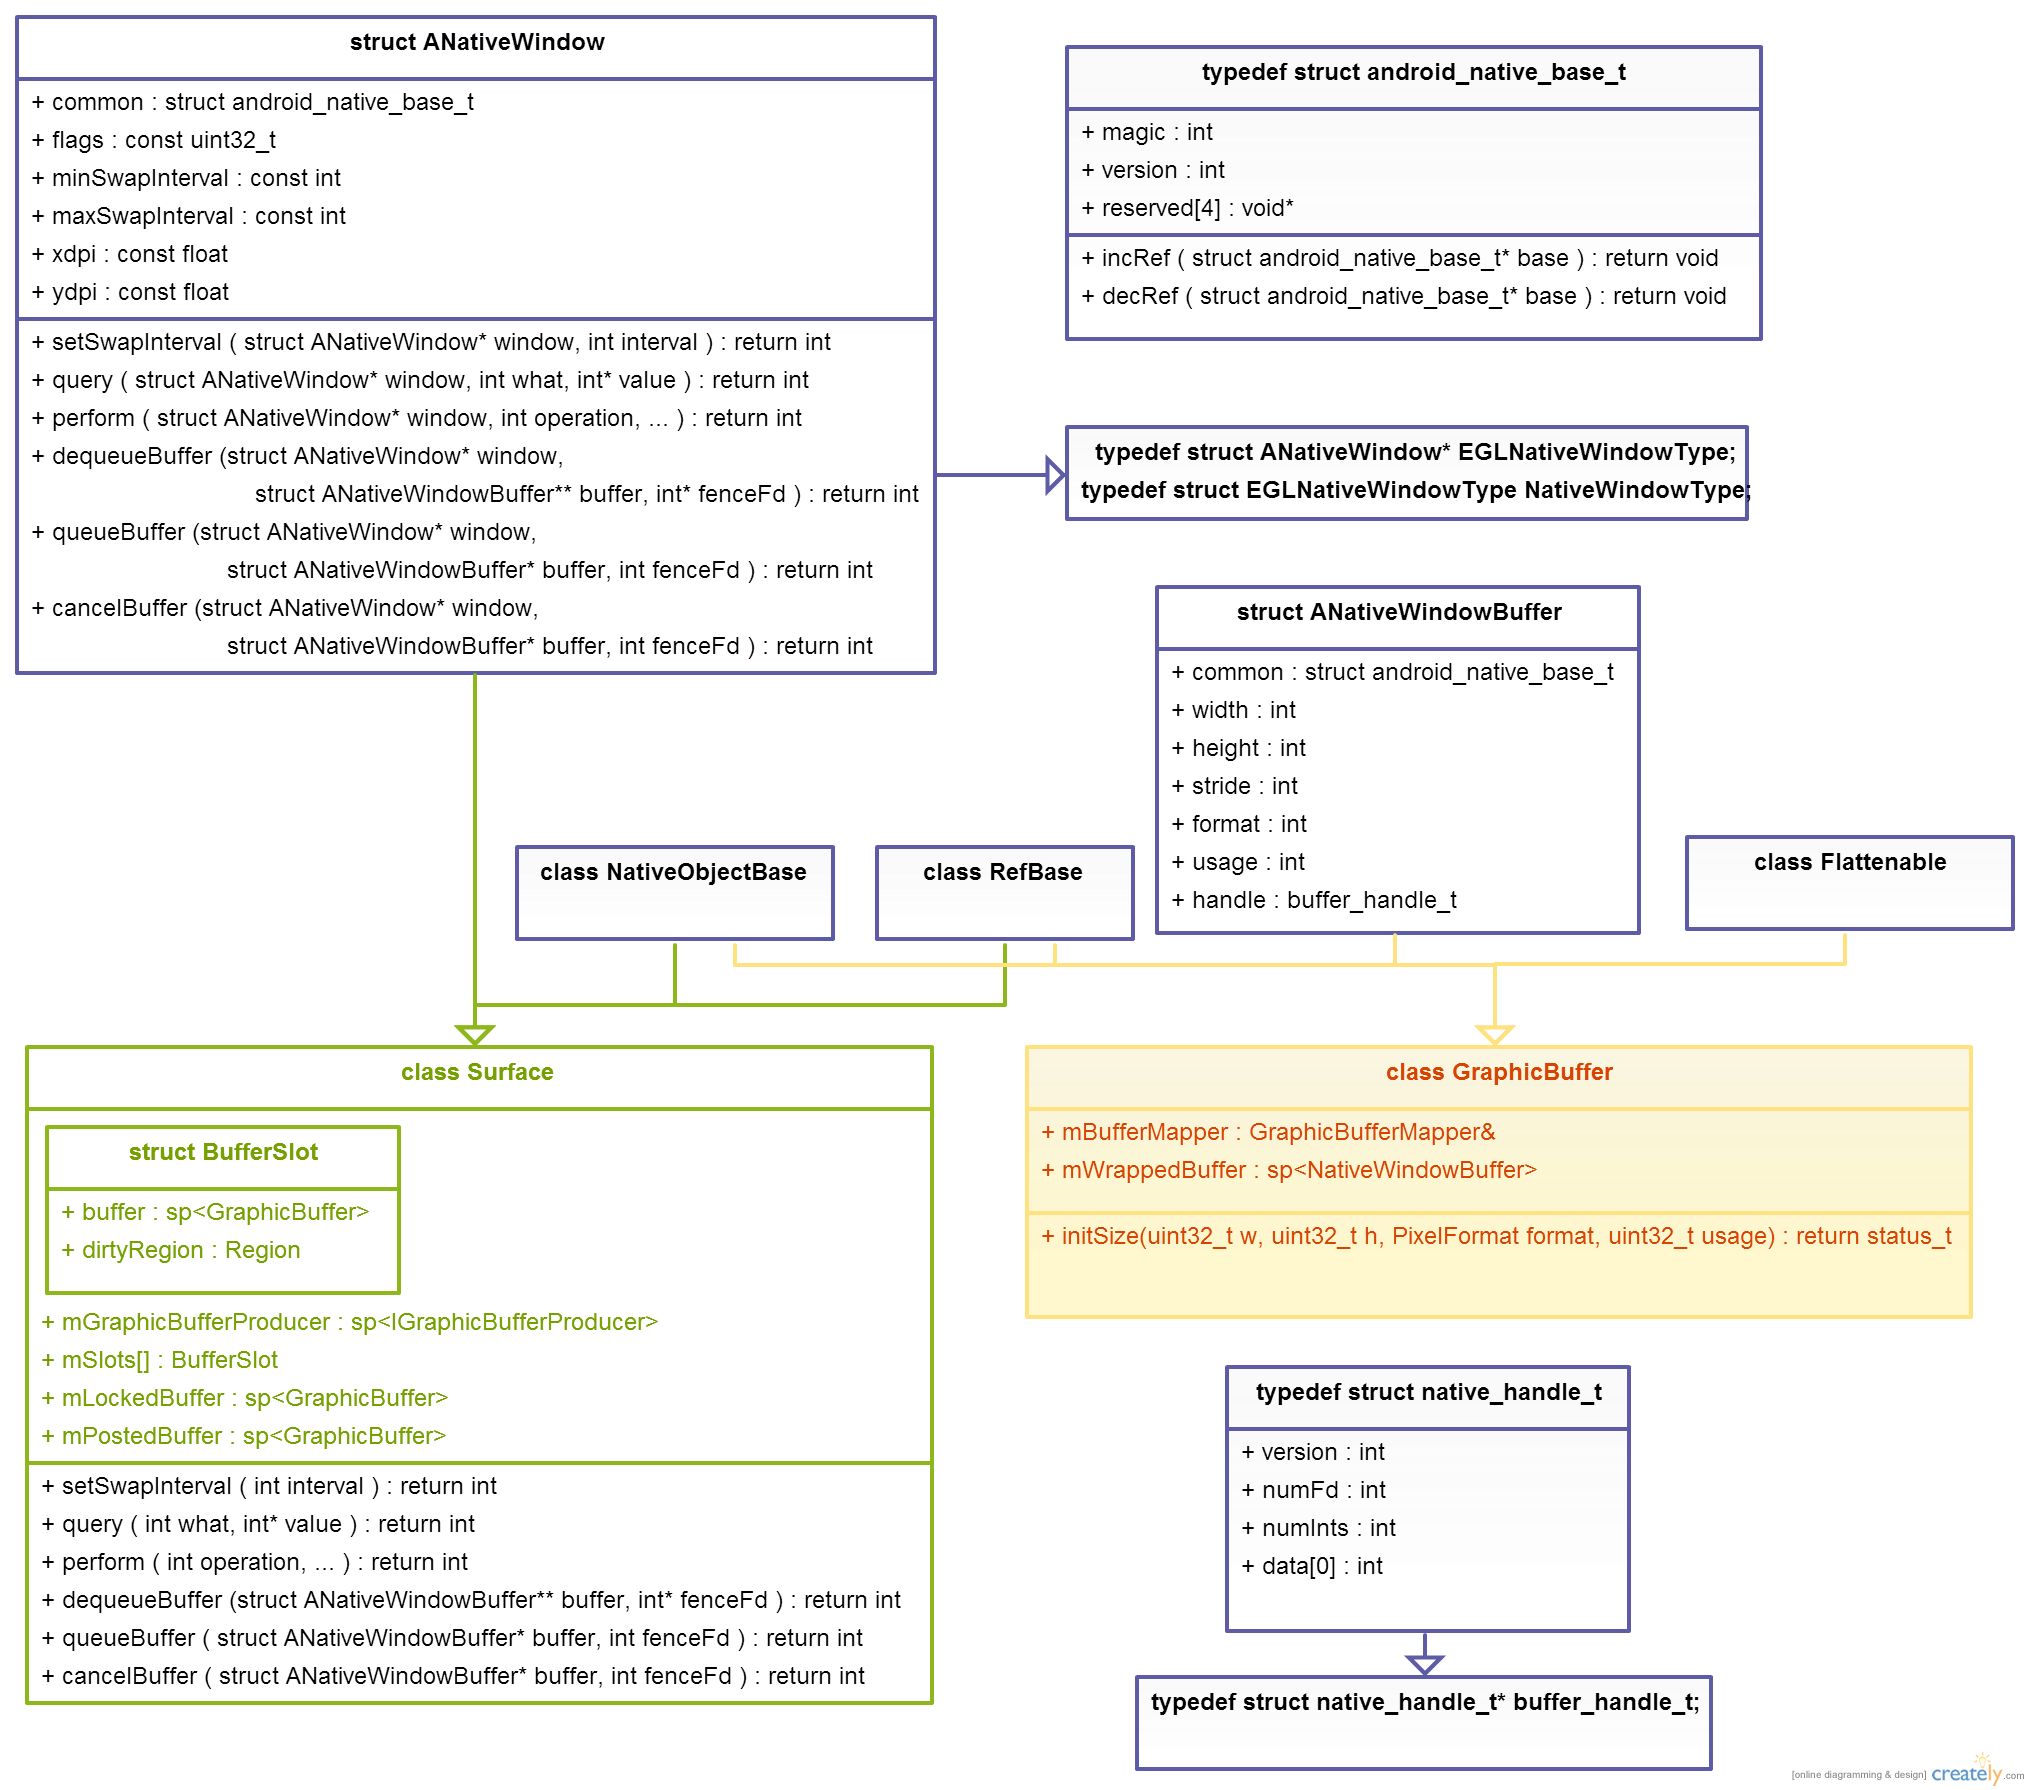 struct ANativeWindow
+ common : struct android_native_base_t
+ flags : const uint32_t
+ minSwapInterval : const int
+ maxSwapInterval : const int
+ xdpi : const float
+ ydpi : const float
+ setSwapInterval ( struct ANativeWindow* window, int interval ) : return int
+ query ( struct ANativeWindow* window, int what, int* value ) : return int
+ perform ( struct ANativeWindow* window, int operation, ... ) : return int
+ dequeueBuffer (struct ANativeWindow* window,
struct ANativeWindowBuffer** buffer, int* fenceFd ) : return int
+ queueBuffer (struct ANativeWindow* window,
struct ANativeWindowBuffer* buffer, int fenceFd ) : return int
+ cancelBuffer (struct ANativeWindow* window,
struct ANativeWindowBuffer* buffer, int fenceFd ) : return int
typedef struct android_native_base_t
+ magic : int
+ version : int
+ reserved[4] : void*
+ incRef ( struct android_native_base_t* base ) : return void
+ decRef ( struct android_native_base_t* base ) : return void
typedef struct ANativeWindow* EGLNativeWindowType;
typedef struct EGLNativeWindowType NativeWindowType;
struct ANativeWindowBuffer
+ common : struct android_native_base_t
+ width : int
+ height : int
+ stride : int
+ format : int
+ usage : int
+ handle : buffer_handle_t
class NativeObjectBase
class RefBase
class Flattenable
class Surface
struct BufferSlot
+ buffer : sp<GraphicBuffer>
+ dirtyRegion : Region
+ mGraphicBufferProducer : sp<IGraphicBufferProducer>
+ mSlots[] : BufferSlot
+ mLockedBuffer : sp<GraphicBuffer>
+ mPostedBuffer : sp<GraphicBuffer>
+ setSwapInterval ( int interval ) : return int
+ query ( int what, int* value ) : return int
+ perform ( int operation, ... ) : return int
+ dequeueBuffer (struct ANativeWindowBuffer** buffer, int* fenceFd ) : return int
+ queueBuffer ( struct ANativeWindowBuffer* buffer, int fenceFd ) : return int
+ cancelBuffer ( struct ANativeWindowBuffer* buffer, int fenceFd ) : return int
class GraphicBuffer
+ mBufferMapper : GraphicBufferMapper&
+ mWrappedBuffer : sp<NativeWindowBuffer>
+ initSize(uint32_t w, uint32_t h, PixelFormat format, uint32_t usage) : return status_t
typedef struct native_handle_t
+ version : int
+ numFd : int
+ numInts : int
+ data[0] : int
typedef struct native_handle_t* buffer_handle_t;
[online diagramming & design] creately.com